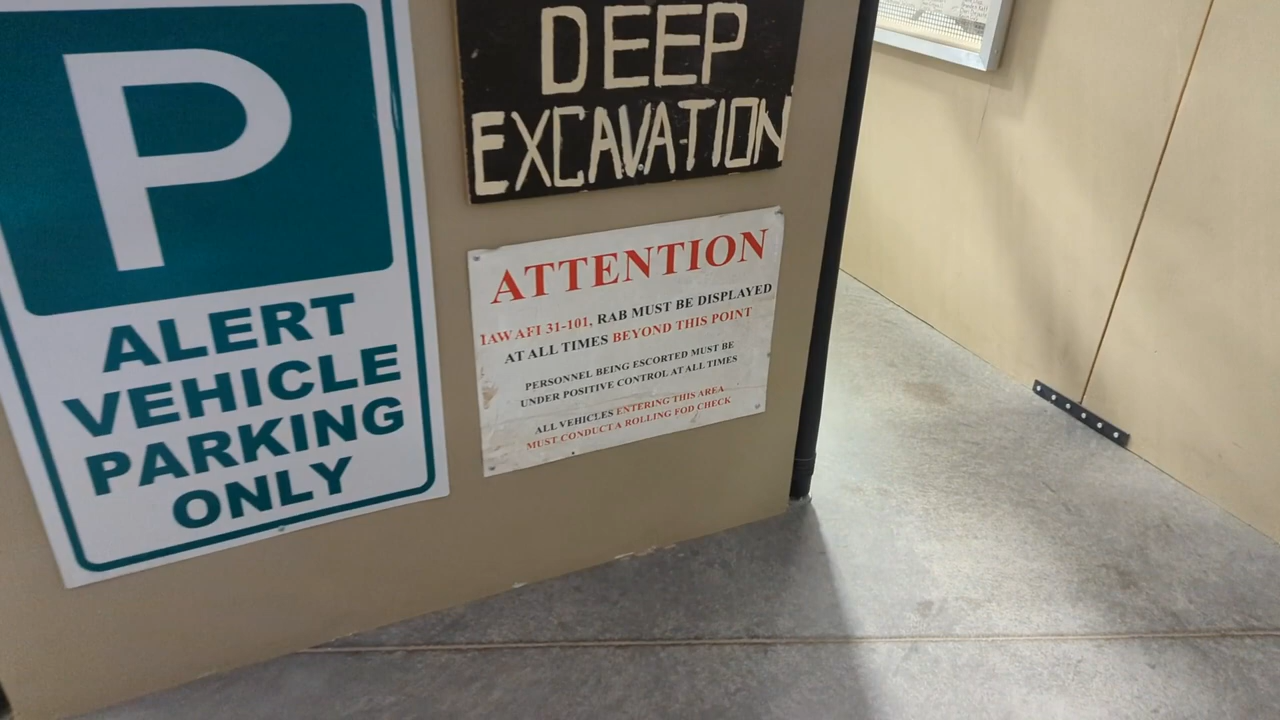 P
ALERT
VEHICLE
PARKING
ONLY
DEEP
EXCAVATION
ATTENTION
IAW AFI 31-101, RAB MUST BE DISPLAYED
AT ALL TIMES BEYOND THIS POINT
PERSONNEL BEING ESCORTED MUST BE
UNDER POSITIVE CONTROL AT ALL TIMES
ALL VEHICLES ENTERING THIS AREA
MUST CONDUCT A ROLLING FOD CHECK